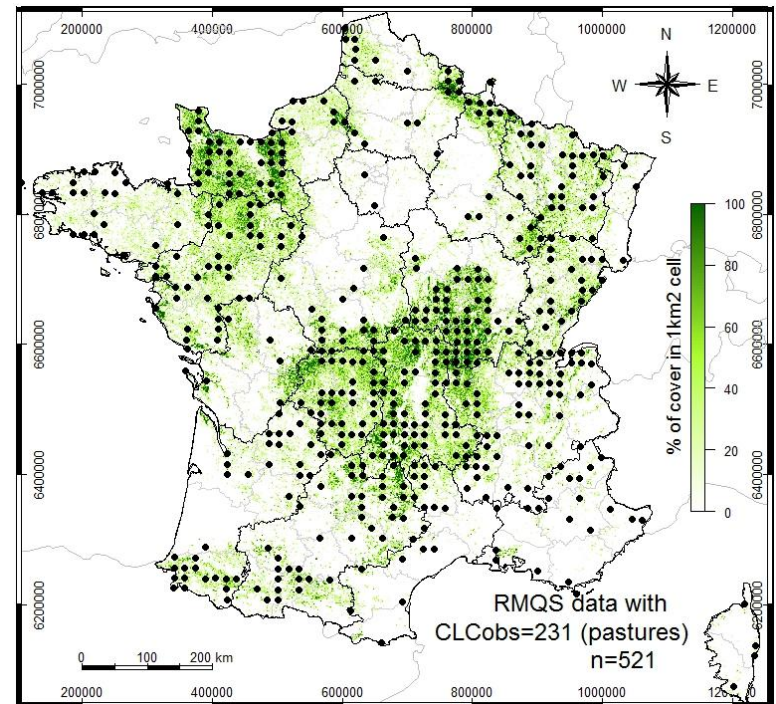 200000 400000 600000 800000 1000000 1200000
N
W E
S
7000000 7000000
6800000 6800000
6600000 6600000
6400000 6400000
6200000 6200000
100
80
60
40
20
0
% of cover in 1km2 cell
RMQS data with
CLCobs=231 (pastures)
n=521
0 100 200 km
200000 400000 600000 800000 1000000 1200000